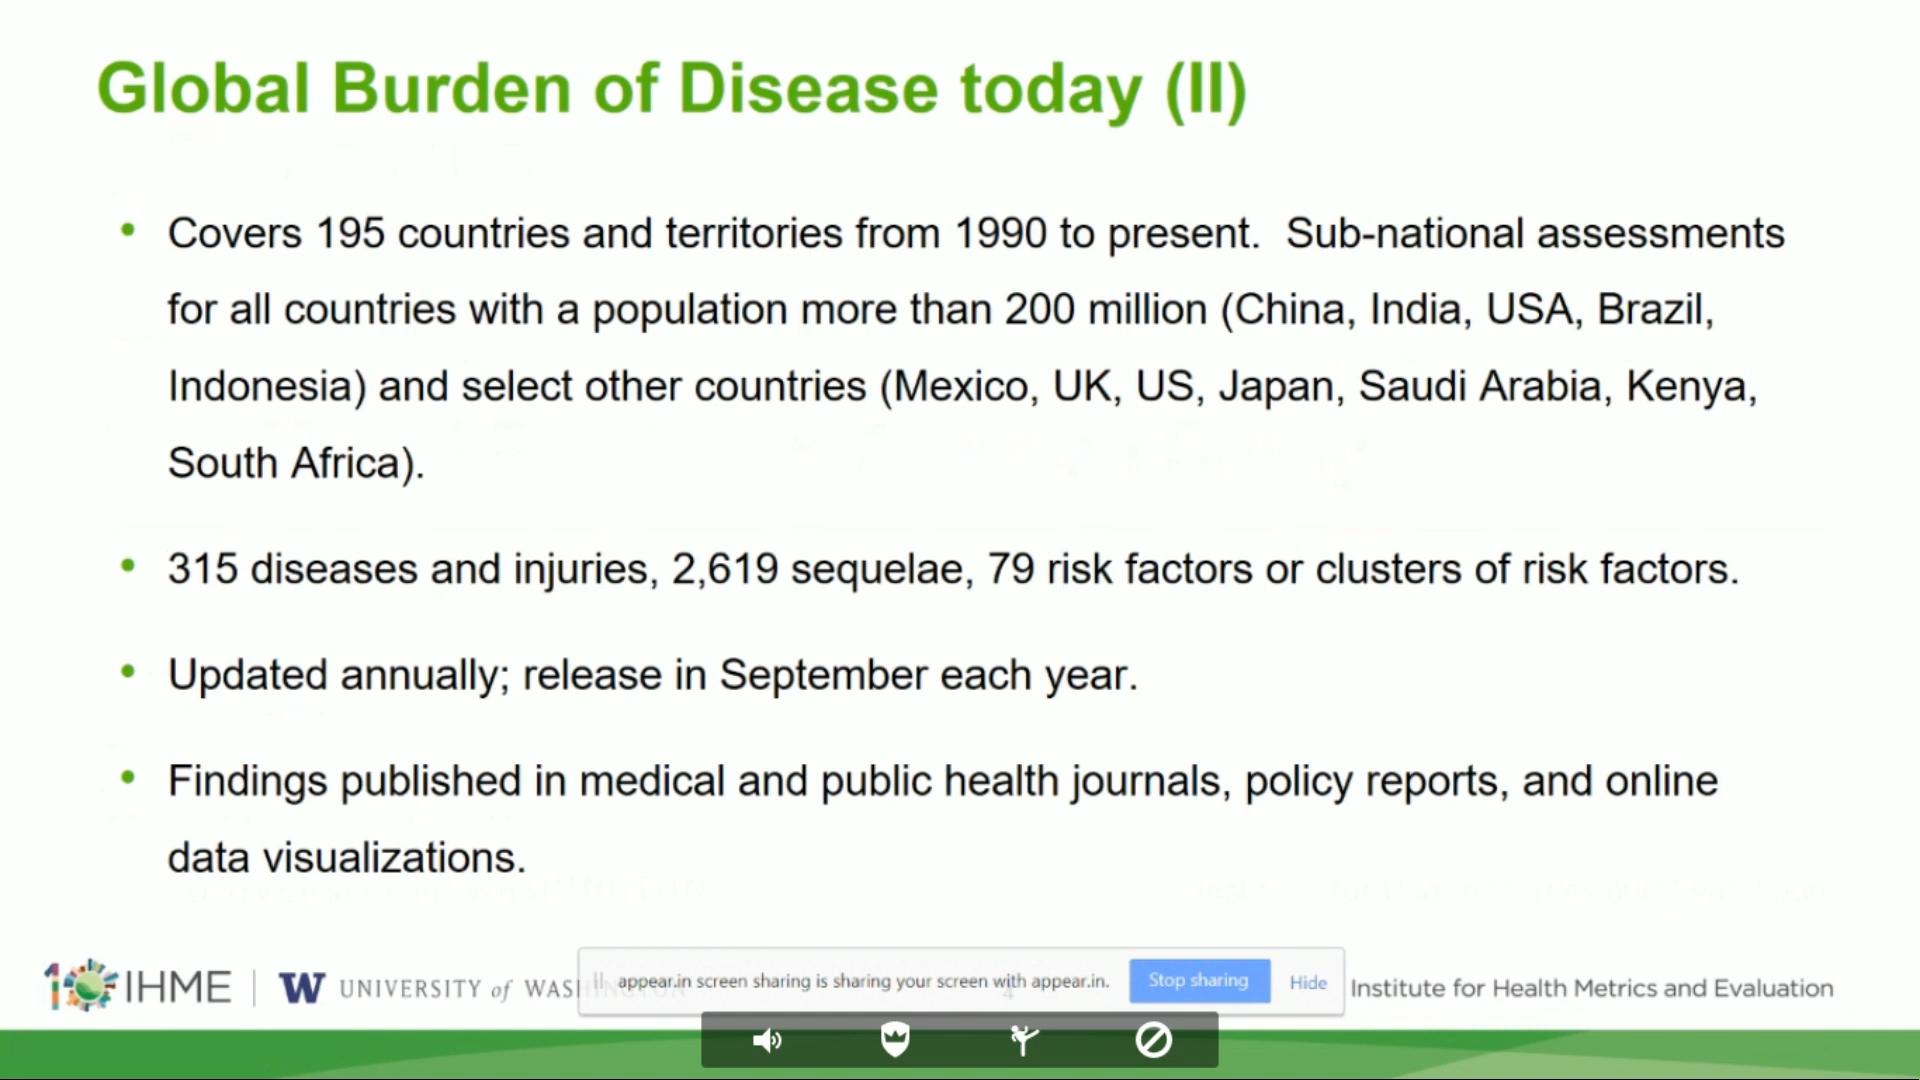 Global Burden of Disease today (II)
• Covers 195 countries and territories from 1990 to present.  Sub-national assessments
for all countries with a population more than 200 million (China, India, USA, Brazil,
Indonesia) and select other countries (Mexico, UK, US, Japan, Saudi Arabia, Kenya,
South Africa).
• 315 diseases and injuries, 2,619 sequelae, 79 risk factors or clusters of risk factors.
• Updated annually; release in September each year.
• Findings published in medical and public health journals, policy reports, and online
data visualizations.
10 IHME | W UNIVERSITY of WASHINGTON
appear.in screen sharing is sharing your screen with appear.in. Stop sharing Hide
4
Institute for Health Metrics and Evaluation